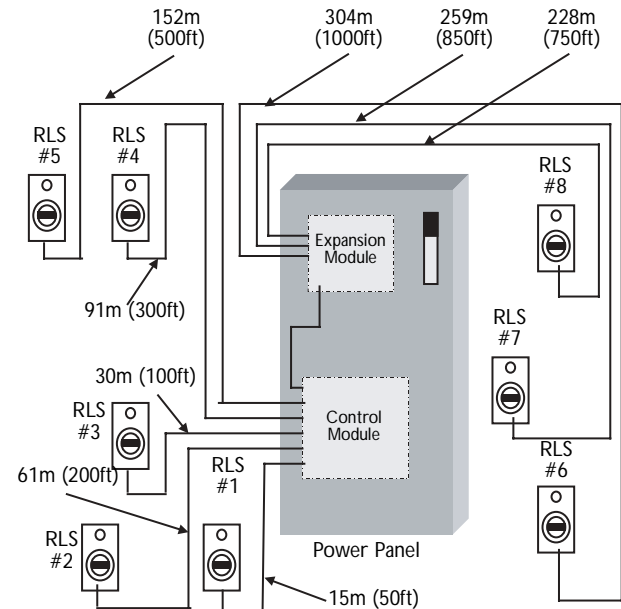 152m
(500ft)
304m
(1000ft)
259m
(850ft)
228m
(750ft)
RLS
#5
RLS
#4
RLS
#8
Expansion
Module
91m (300ft)
RLS
#7
30m (100ft)
RLS
#3
Control
Module
61m (200ft)
RLS
#1
RLS
#6
RLS
#2
Power Panel
15m (50ft)